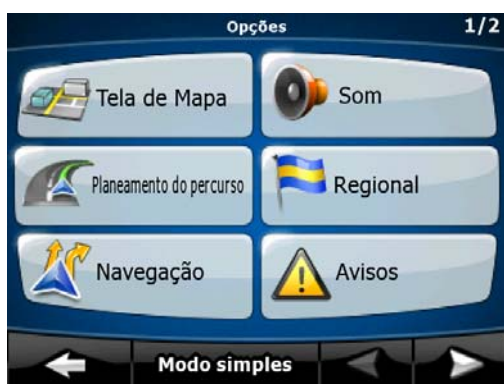 Opções 1/2
Tela de Mapa
Som
Planeamento do percurso
Regional
Navegação
Avisos
Modo simples